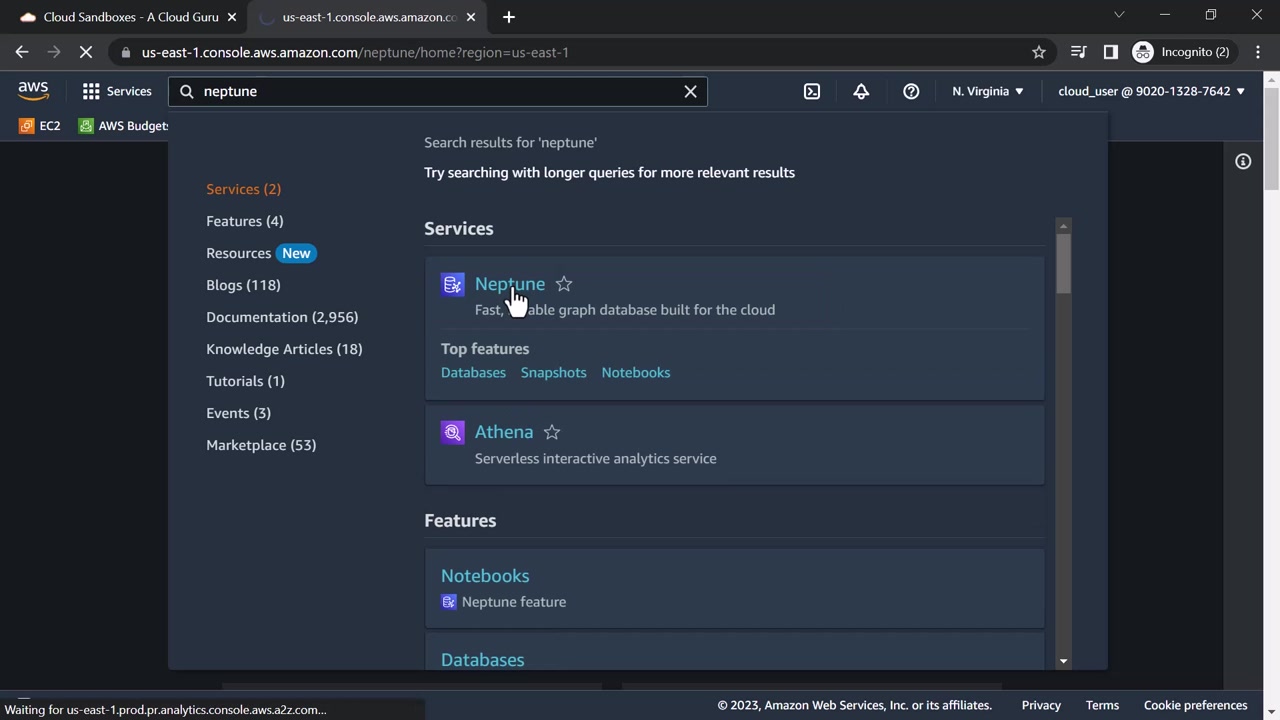 Cloud Sandboxes - A Cloud Guru
us-east-1.console.aws.amazon.co
us-east-1.console.aws.amazon.com/neptune/home?region=us-east-1
Incognito (2)
aws
Services
neptune
N. Virginia
cloud_user @ 9020-1328-7642
EC2
AWS Budget
Search results for 'neptune'
Try searching with longer queries for more relevant results
Services (2)
Features (4)
Resources New
Blogs (118)
Documentation (2,956)
Knowledge Articles (18)
Tutorials (1)
Events (3)
Marketplace (53)
Services
Neptune
Fast, able graph database built for the cloud
Top features
Databases Snapshots Notebooks
Athena
Serverless interactive analytics service
Features
Notebooks
Neptune feature
Databases
© 2023, Amazon Web Services, Inc. or its affiliates.
Privacy
Terms
Cookie preferences
Waiting for us-east-1.prod.pr.analytics.console.aws.a2z.com...